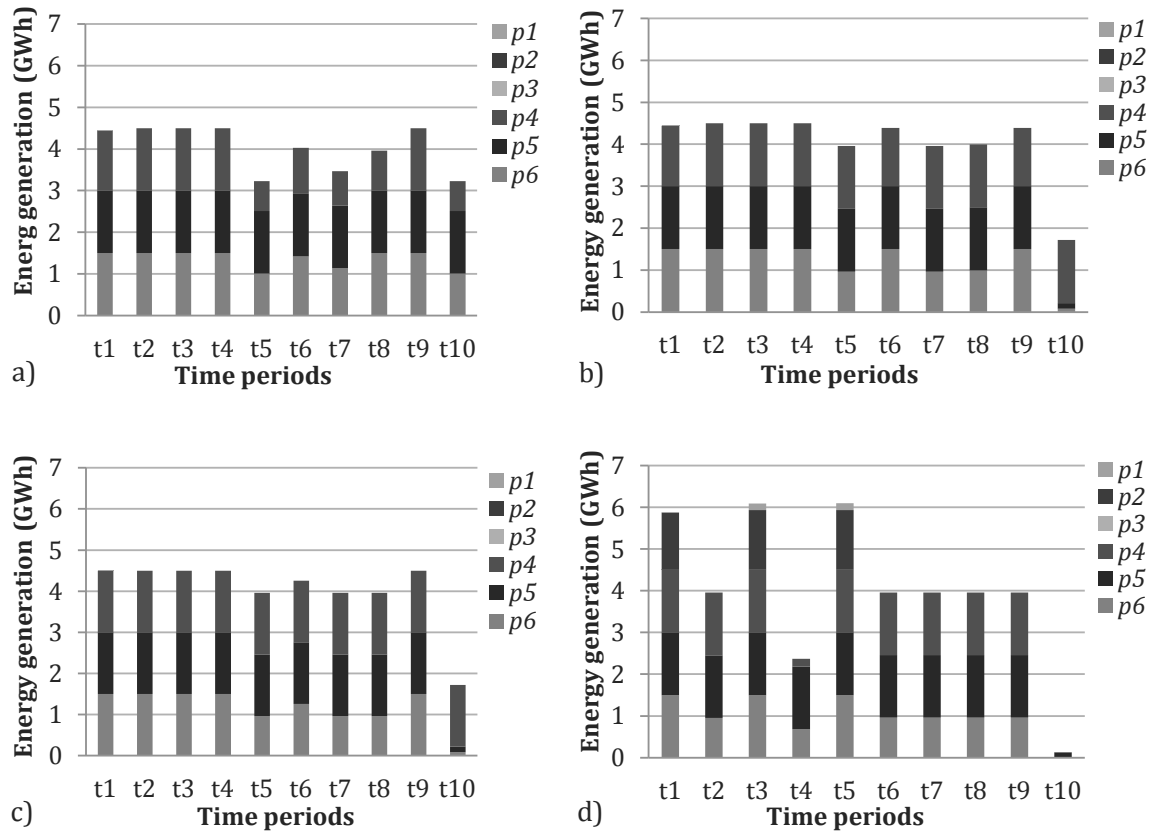 Energ generation (GWh)
7
6
5
4
3
2
1
0
t1 t2 t3 t4 t5 t6 t7 t8 t9 t10
Time periods
p1
p2
p3
p4
p5
p6
a)
Energy generation (GWh)
7
6
5
4
3
2
1
0
t1 t2 t3 t4 t5 t6 t7 t8 t9 t10
Time periods
p1
p2
p3
p4
p5
p6
b)
Energy generation (GWh)
7
6
5
4
3
2
1
0
t1 t2 t3 t4 t5 t6 t7 t8 t9 t10
Time periods
p1
p2
p3
p4
p5
p6
c)
Energy generation (GWh)
7
6
5
4
3
2
1
0
t1 t2 t3 t4 t5 t6 t7 t8 t9 t10
Time periods
p1
p2
p3
p4
p5
p6
d)